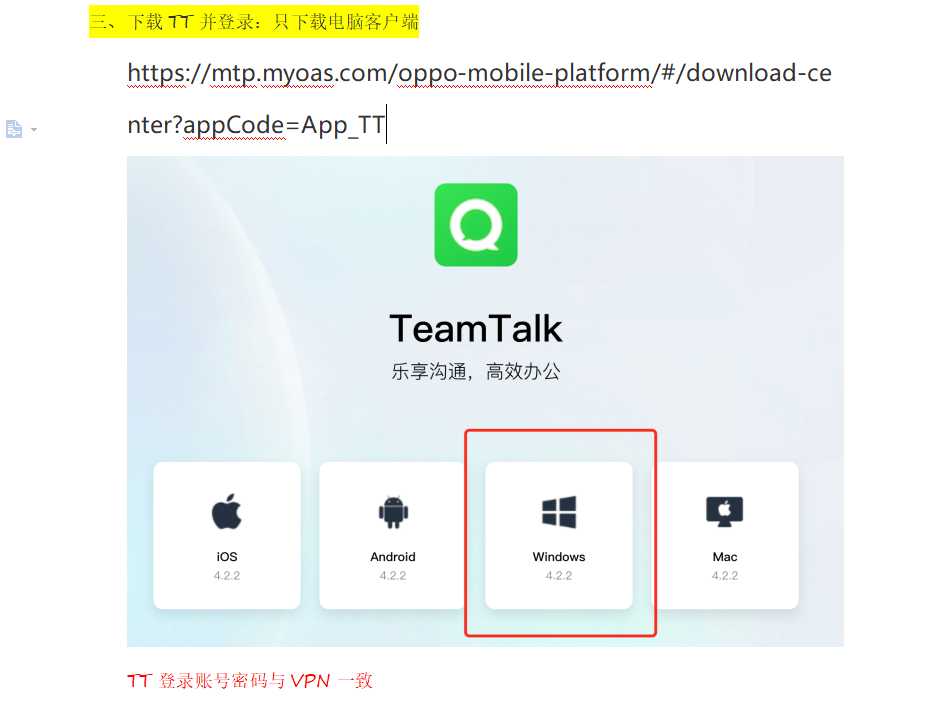 三、下载 TT 并登录：只下载电脑客户端
https://mtp.myoas.com/oppo-mobile-platform/#/download-ce
nter?appCode=App_TT
TeamTalk
乐享沟通，高效办公
iOS
4.2.2
Android
4.2.2
Windows
4.2.2
Mac
4.2.2
TT 登录账号密码与 VPN 一致